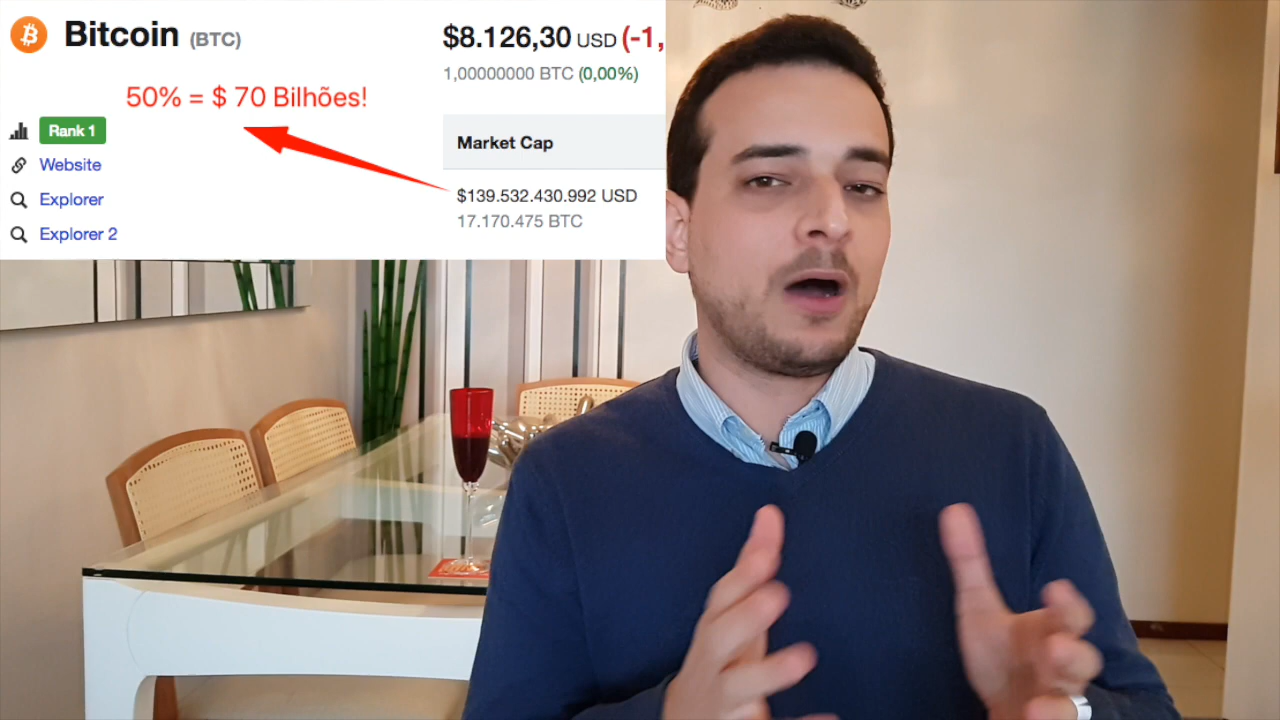 Bitcoin (BTC)
$8.126,30 USD (-1,
1,00000000 BTC (0,00%)
50% = $ 70 Bilhões!
Rank 1
Website
Explorer
Explorer 2
Market Cap
$139.532.430.992 USD
17.170.475 BTC